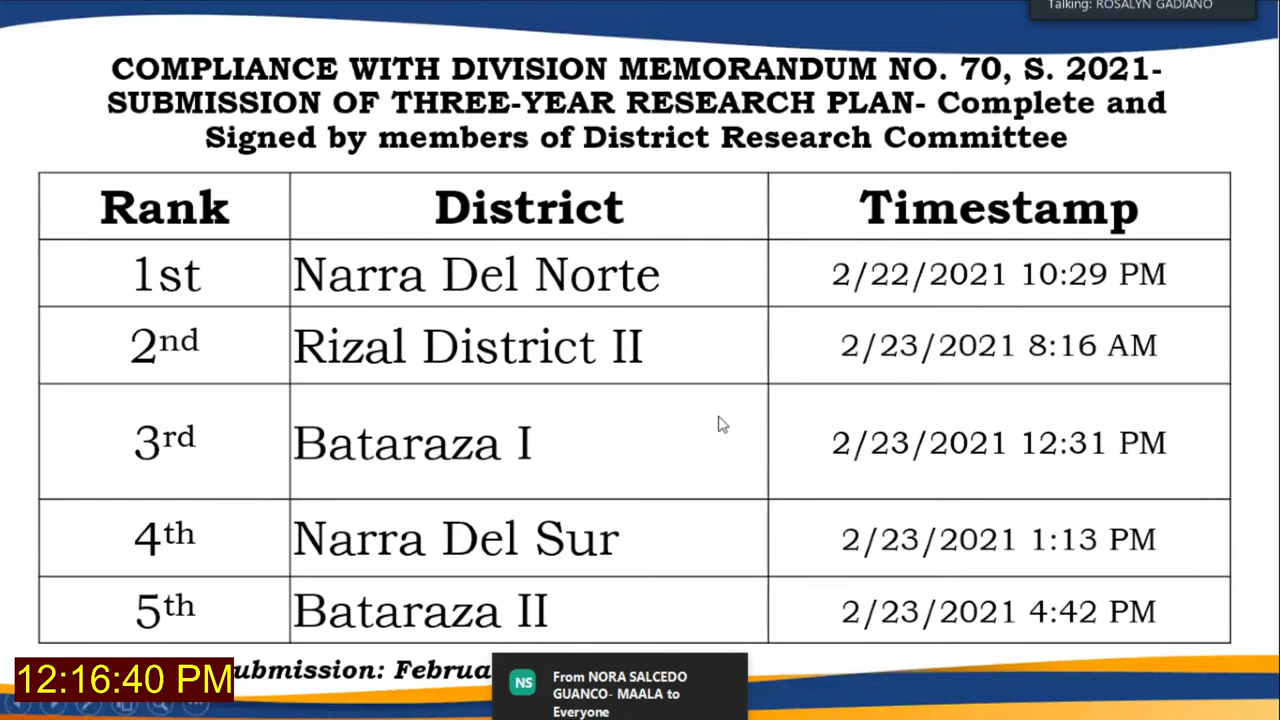 Talking: ROSALYN GADIANO
COMPLIANCE WITH DIVISION MEMORANDUM NO. 70, S. 2021-
SUBMISSION OF THREE-YEAR RESEARCH PLAN- Complete and
Signed by members of District Research Committee
Rank District Timestamp
1st Narra Del Norte 2/22/2021 10:29 PM
2nd Rizal District II 2/23/2021 8:16 AM
3rd Bataraza I 2/23/2021 12:31 PM
4th Narra Del Sur 2/23/2021 1:13 PM
5th Bataraza II 2/23/2021 4:42 PM
12:16:40 PM
NS
From NORA SALCEDO
GUANCO- MAALA to
Everyone